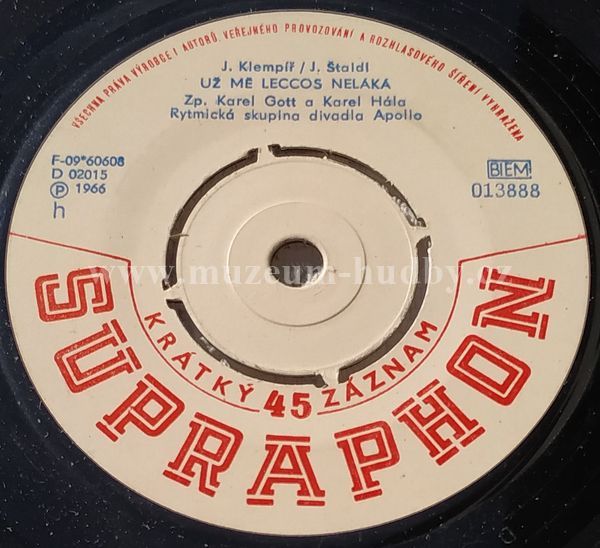 VŠECHNA PRÁVA VÝROBCE I AUTORŮ. VEŘEJNÉHO PROVOZOVÁNÍ A ROZHLASOVÉHO ŠÍŘENÍ VYHRAŽENA
J. Klempíř / J. Štaidl
UŽ MĚ LECCOS NELÁKÁ
Zp. Karel Gott a Karel Hála
Rytmická skupina divadla Apollo
F-09*60608
D 02015
Ⓟ 1966
h
BIEM
013888
www.muzeum-hudby.cz
KRÁTKÝ 45 ZÁZNAM
SUPRAPHON